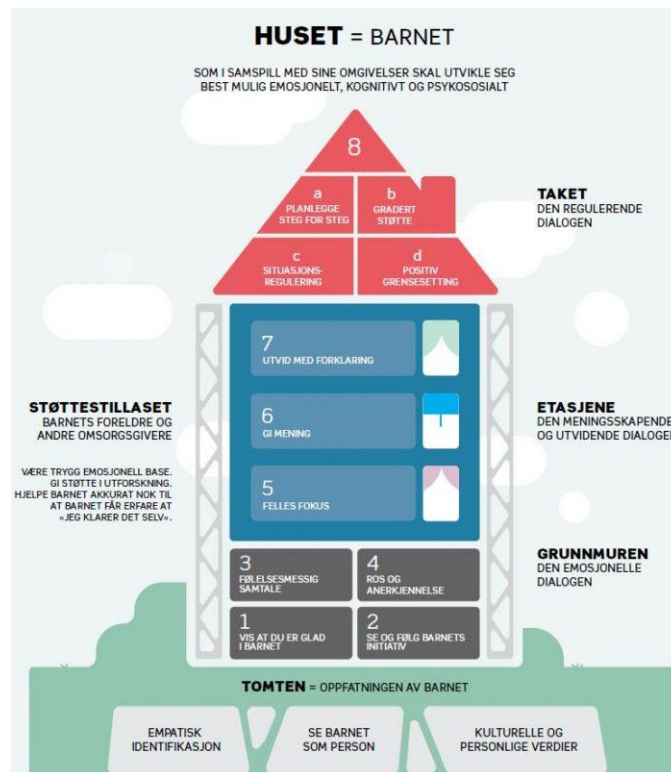 HUSET = BARNET
SOM I SAMSPILL MED SINE OMGIVELSER SKAL UTVIKLE SEG
BEST MULIG EMOSJONELT, KOGNITIVT OG PSYKOSOSIALT
8
a
PLANLEGGE
STEG FOR STEG
b
GRADERT
STØTTE
c
SITUASJONS-
REGULERING
d
POSITIV
GRENSESETTING
TAKET
DEN REGULERENDE
DIALOGEN
7
UTVID MED FORKLARING
6
GI MENING
5
FELLES FOKUS
STØTTESTILLASET
BARNETS FORELDRE OG
ANDRE OMSORGSGIVERE
VÆRE TRYGG EMOSJONELL BASE.
GI STØTTE I UTFORSKNING.
HJELPE BARNET AKKURAT NOK TIL
AT BARNET FÅR ERFARE AT
«JEG KLARER DET SELV».
ETASJENE
DEN MENINGSSKAPENDE
OG UTVIDENDE DIALOGEN
3
FØLELSESMESSIG
SAMTALE
4
ROS OG
ANERKJENNELSE
1
VIS AT DU ER GLAD
I BARNET
2
SE OG FØLG BARNETS
INITIATIV
GRUNNMUREN
DEN EMOSJONELLE
DIALOGEN
TOMTEN = OPPFATNINGEN AV BARNET
EMPATISK
IDENTIFIKASJON
SE BARNET
SOM PERSON
KULTURELLE OG
PERSONLIGE VERDIER